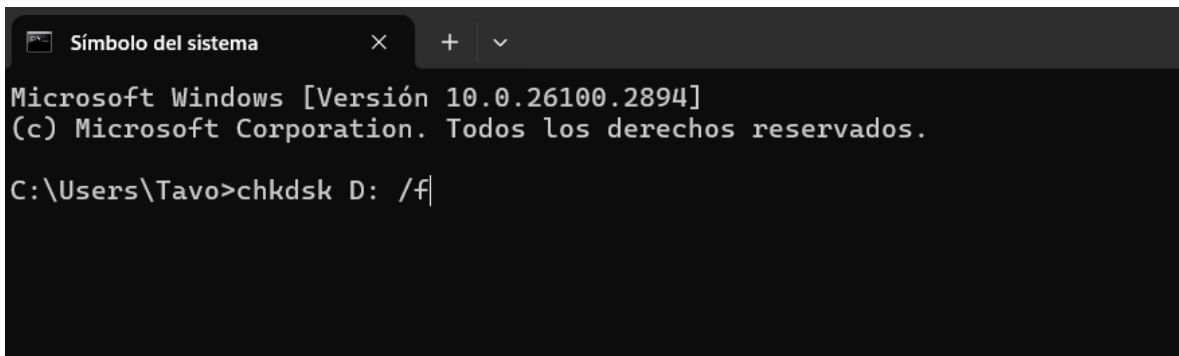 Símbolo del sistema
Microsoft Windows [Versión 10.0.26100.2894]
(c) Microsoft Corporation. Todos los derechos reservados.
C:\Users\Tavo>chkdsk D: /f